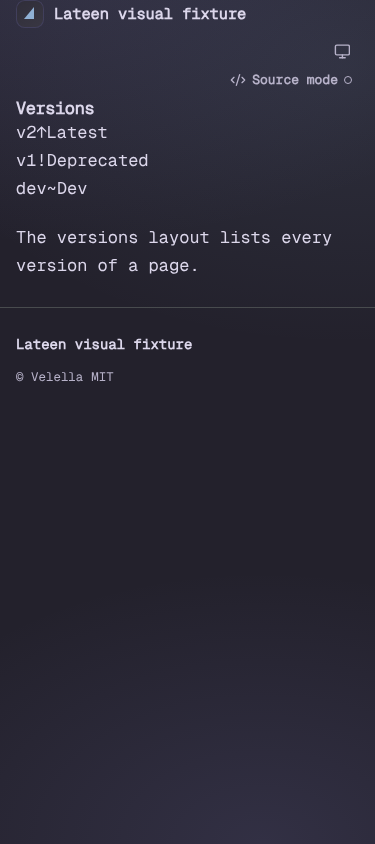 Lateen visual fixture
</> Source mode
Versions
v2↑Latest
v1!Deprecated
dev~Dev
The versions layout lists every
version of a page.
Lateen visual fixture
© Velella MIT